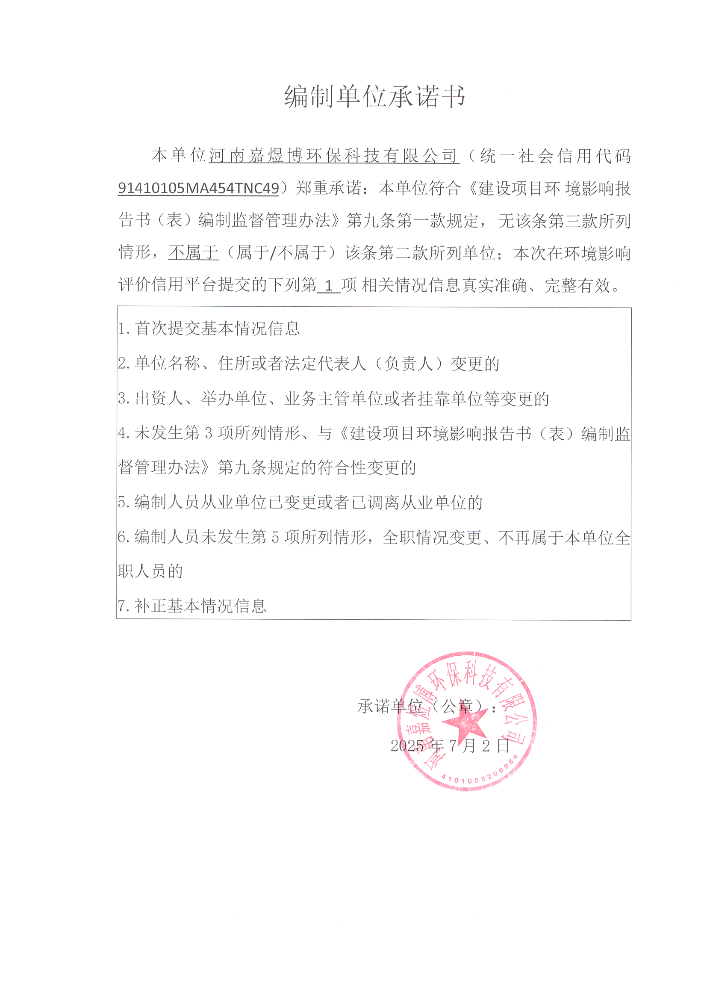 编制单位承诺书
本单位河南嘉煜博环保科技有限公司（统一社会信用代码
91410105MA454TNC49）郑重承诺：本单位符合《建设项目环 境影响报
告书（表）编制监督管理办法》第九条第一款规定， 无该条第三款所列
情形，不属于（属于/不属于）该条第二款所列单位；本次在环境影响
评价信用平台提交的下列第 1 项 相关情况信息真实准确、完整有效。
1. 首次提交基本情况信息
2. 单位名称、住所或者法定代表人（负责人）变更的
3. 出资人、举办单位、业务主管单位或者挂靠单位等变更的
4. 未发生第 3 项所列情形、与《建设项目环境影响报告书（表）编制监
督管理办法》第九条规定的符合性变更的
5. 编制人员从业单位已变更或者已调离从业单位的
6. 编制人员未发生第 5 项所列情形，全职情况变更、不再属于本单位全
职人员的
7. 补正基本情况信息
承诺单位（公章）：
2025 年 7 月 2 日
河南嘉煜博环保科技有限公司
4101055296954